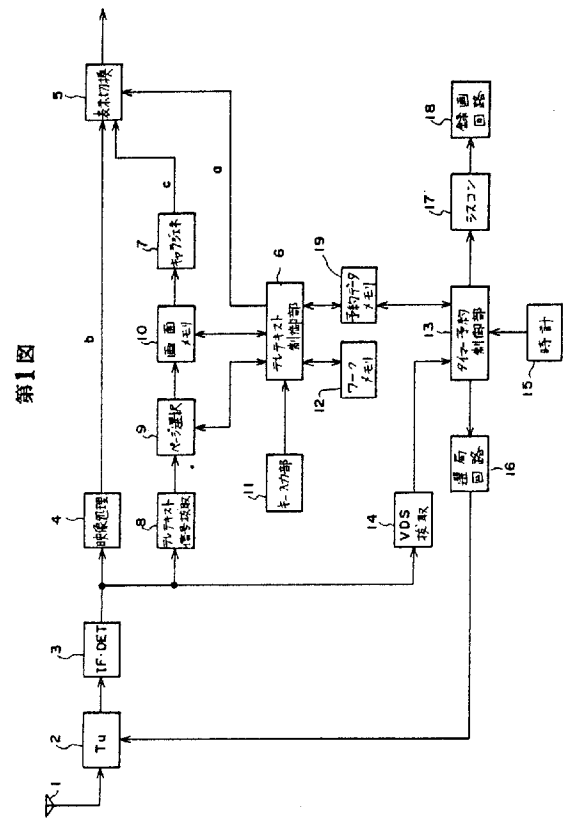 第1図
1
2
Tu
3
IF・DET
4
映像処理
5
表示切換
b
c
a
8
テレテキスト
信号抜取
9
ページ選択
10
画面
メモリ
7
キャラジェネ
6
テレテキスト
制御部
11
キー入力部
12
ワーク
メモリ
19
予約データ
メモリ
14
VDS
抜取
13
タイマー予約
制御部
15
時計
16
選局
回路
17
シスコン
18
録画
回路